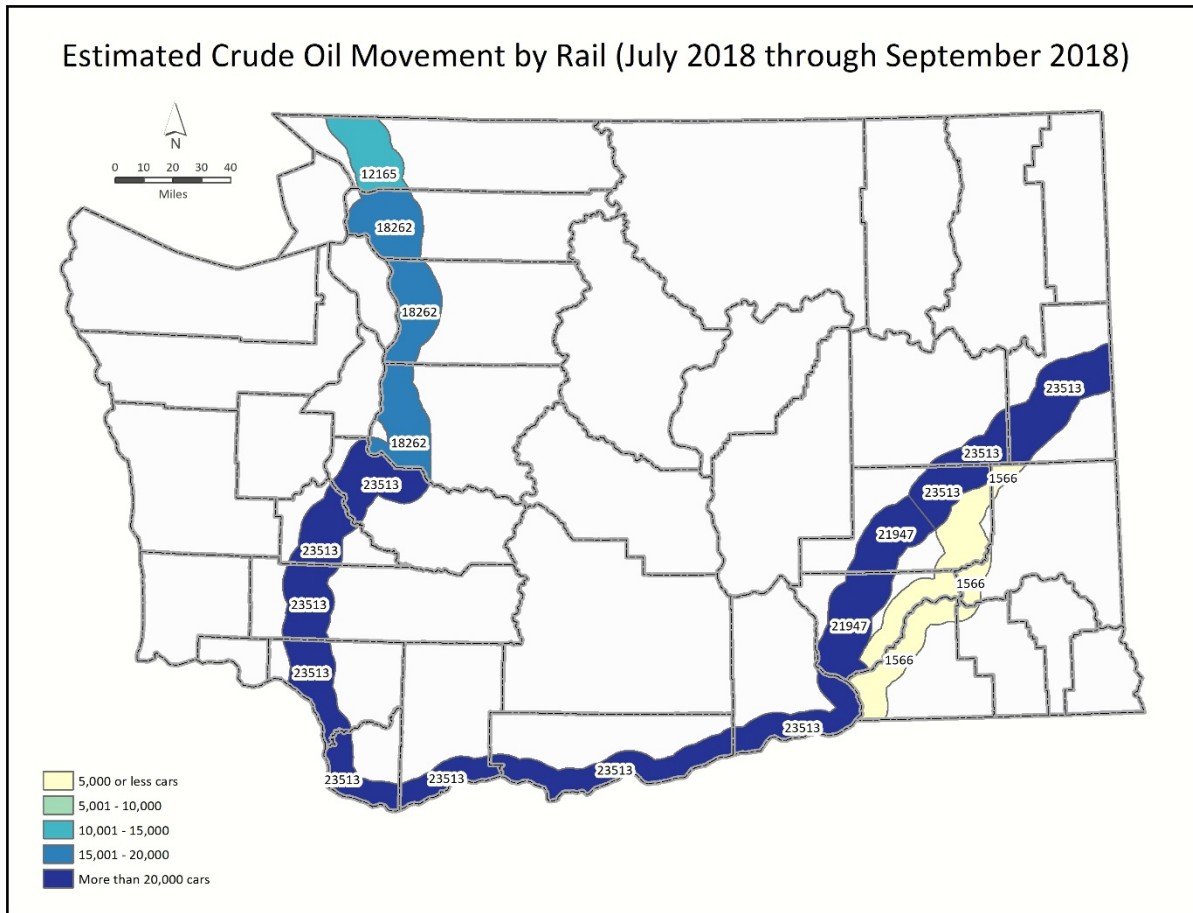 Estimated Crude Oil Movement by Rail (July 2018 through September 2018)
N
0 10 20 30 40
Miles
12165
18262
18262
18262
23513
23513
23513
23513
23513
23513
23513
23513
23513
23513
23513
1566
21947
1566
21947
1566
5,000 or less cars
5,001 - 10,000
10,001 - 15,000
15,001 - 20,000
More than 20,000 cars